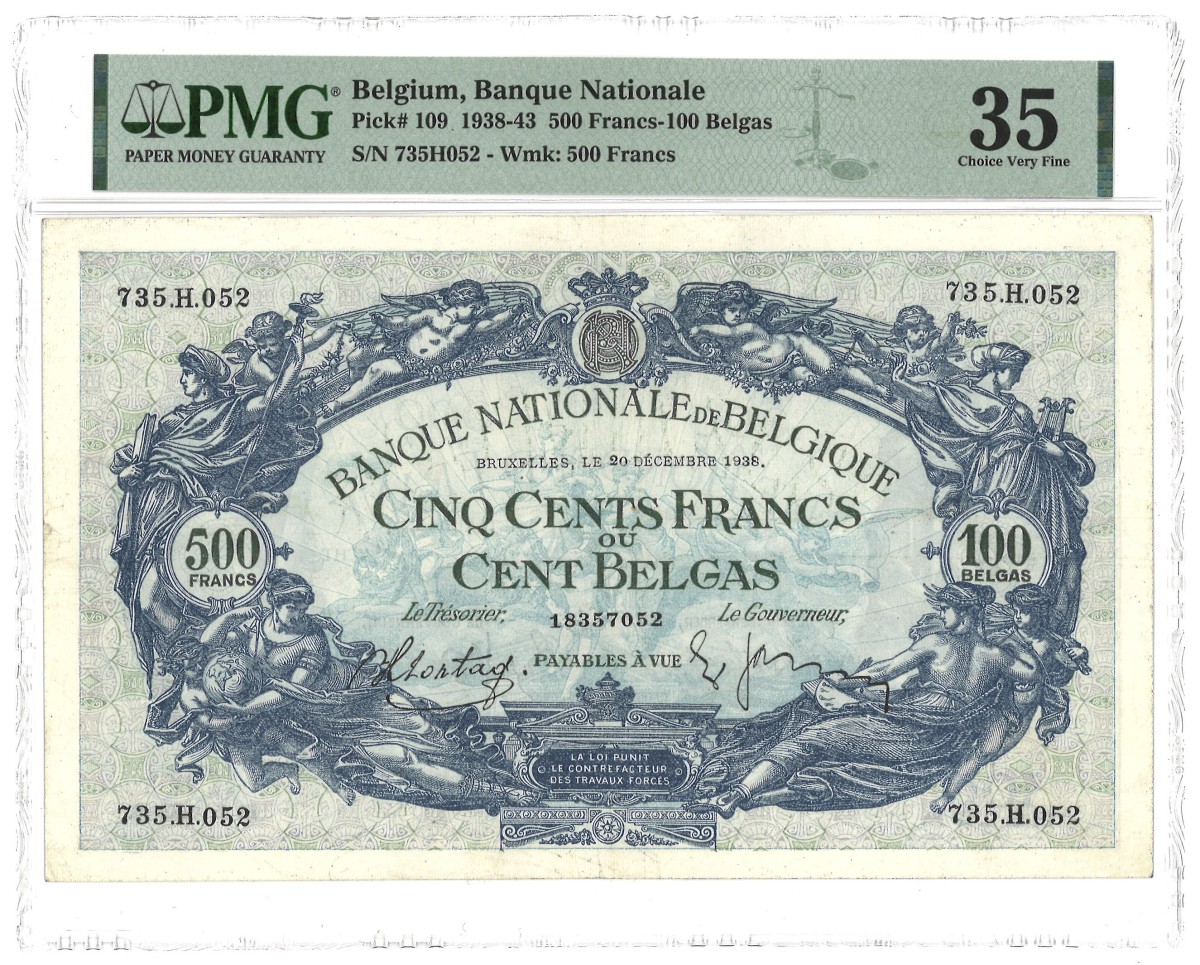 PMG®
PAPER MONEY GUARANTY
Belgium, Banque Nationale
Pick# 109 1938-43 500 Francs-100 Belgas
S/N 735H052 - Wmk: 500 Francs
35
Choice Very Fine
735.H.052
735.H.052
BANQUE NATIONALE DE BELGIQUE
BRUXELLES, LE 20 DÉCEMBRE 1938.
CINQ CENTS FRANCS
OU
CENT BELGAS
500
FRANCS
100
BELGAS
Le Trésorier,
18357052
Le Gouverneur,
PAYABLES À VUE
LA LOI PUNIT
LE CONTREFACTEUR
DES TRAVAUX FORCÉS
735.H.052
735.H.052